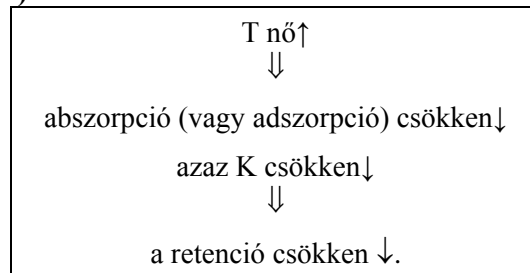 T nő↑
⇓
abszorpció (vagy adszorpció) csökken↓
azaz K csökken↓
⇓
a retenció csökken ↓.